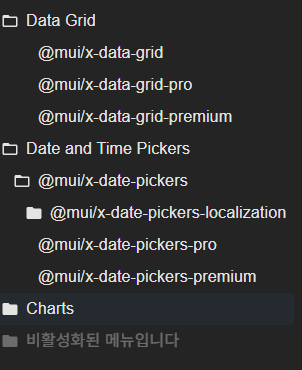 Data Grid
@mui/x-data-grid
@mui/x-data-grid-pro
@mui/x-data-grid-premium
Date and Time Pickers
@mui/x-date-pickers
@mui/x-date-pickers-localization
@mui/x-date-pickers-pro
@mui/x-date-pickers-premium
Charts
비활성화된 메뉴입니다